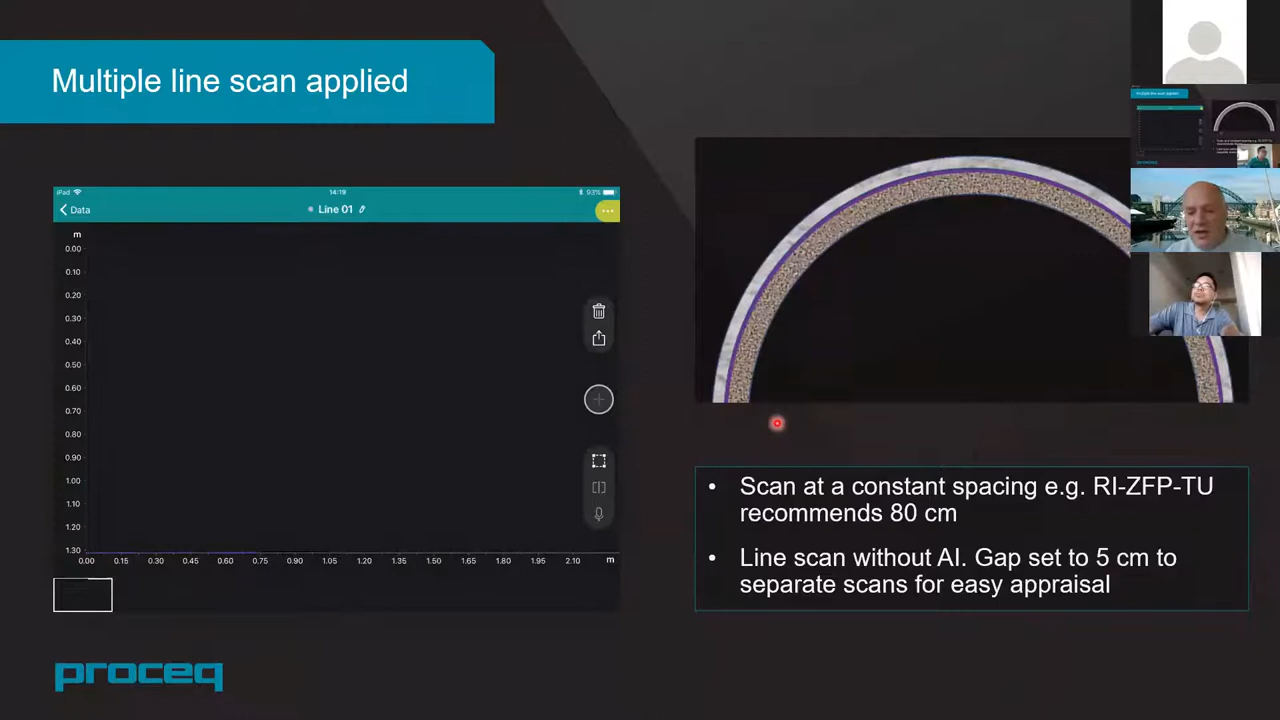 Multiple line scan applied
iPad
14:19
93%
Data
Line 01
m
0.00
0.10
0.20
0.30
0.40
0.50
0.60
0.70
0.80
0.90
1.00
1.10
1.20
1.30
0.00 0.15 0.30 0.45 0.60 0.75 0.90 1.05 1.20 1.35 1.50 1.65 1.80 1.95 2.10 m
• Scan at a constant spacing e.g. RI-ZFP-TU
recommends 80 cm
• Line scan without AI. Gap set to 5 cm to
separate scans for easy appraisal
proceq
Multiple line scan applied